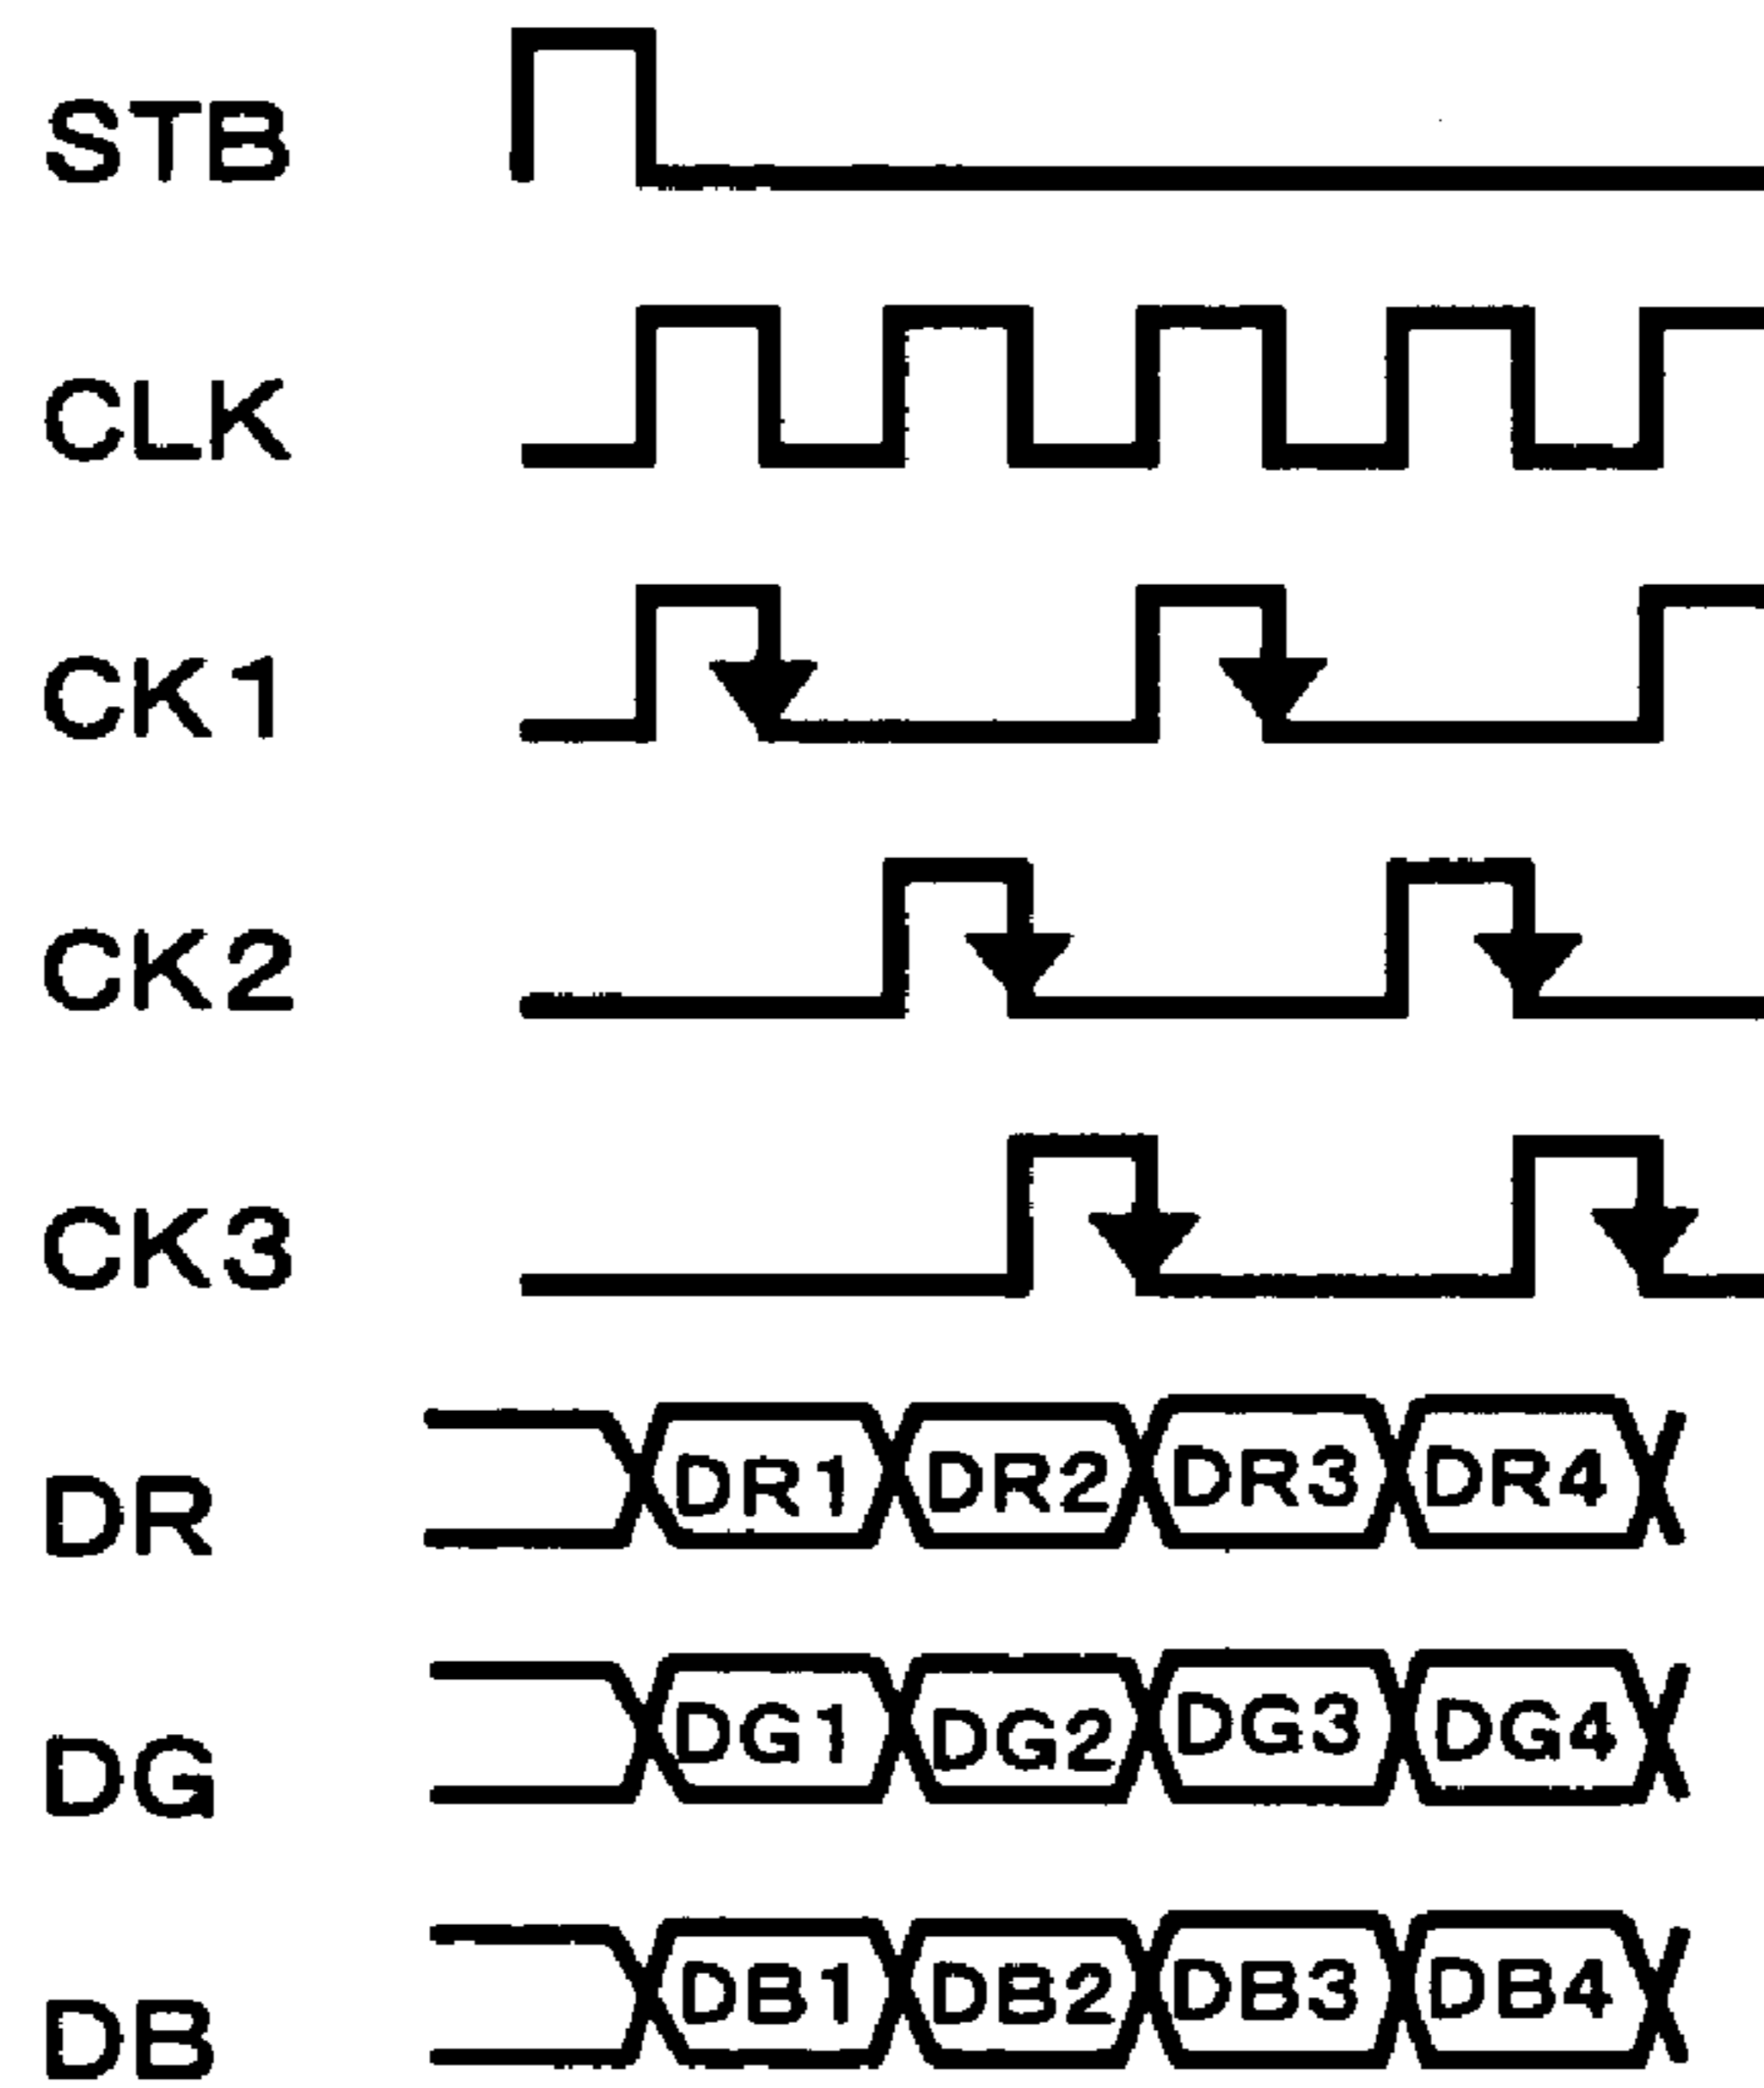 STB
CLK
CK1
CK2
CK3
DR DR1 DR2 DR3 DR4
DG DG1 DG2 DG3 DG4
DB DB1 DB2 DB3 DB4